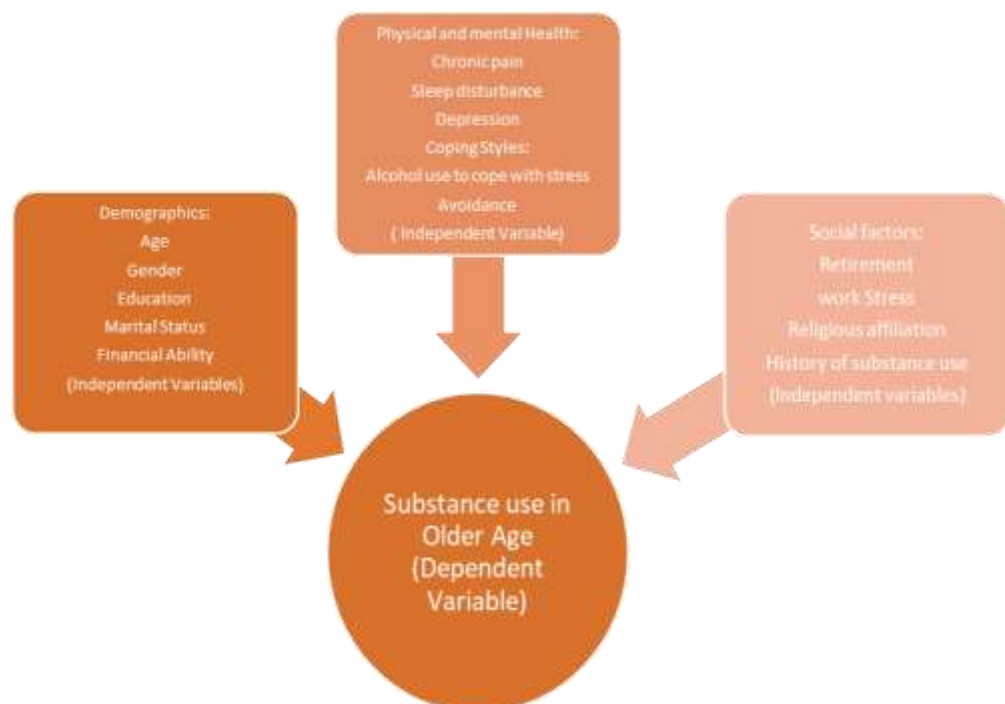 Physical and mental Health:
Chronic pain
Sleep disturbance
Depression
Coping Styles:
Alcohol use to cope with stress
Avoidance
( Independent Variable)
Demographics:
Age
Gender
Education
Marital Status
Financial Ability
(Independent Variables)
Social factors:
Retirement
work Stress
Religious affiliation
History of substance use
(Independent variables)
Substance use in
Older Age
(Dependent
Variable)